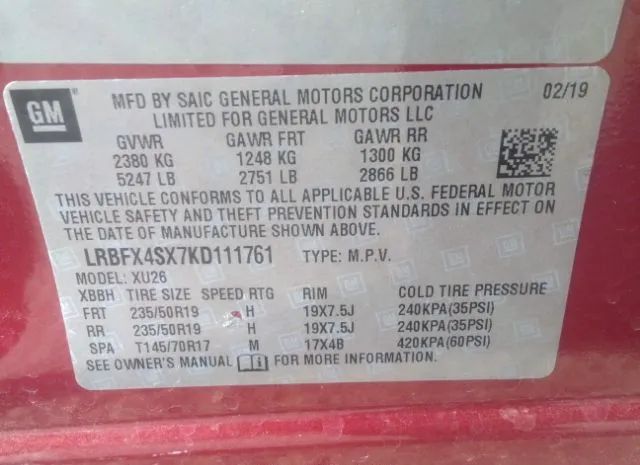 GM
MFD BY SAIC GENERAL MOTORS CORPORATION 02/19
LIMITED FOR GENERAL MOTORS LLC
GVWR GAWR FRT GAWR RR
2380 KG 1248 KG 1300 KG
5247 LB 2751 LB 2866 LB
THIS VEHICLE CONFORMS TO ALL APPLICABLE U.S. FEDERAL MOTOR
VEHICLE SAFETY AND THEFT PREVENTION STANDARDS IN EFFECT ON
THE DATE OF MANUFACTURE SHOWN ABOVE.
LRBFX4SX7KD111761 TYPE: M.P.V.
MODEL: XU26
XBBH TIRE SIZE SPEED RTG RIM COLD TIRE PRESSURE
FRT 235/50R19 H 19X7.5J 240KPA(35PSI)
RR 235/50R19 H 19X7.5J 240KPA(35PSI)
SPA T145/70R17 M 17X4B 420KPA(60PSI)
SEE OWNER'S MANUAL i FOR MORE INFORMATION.